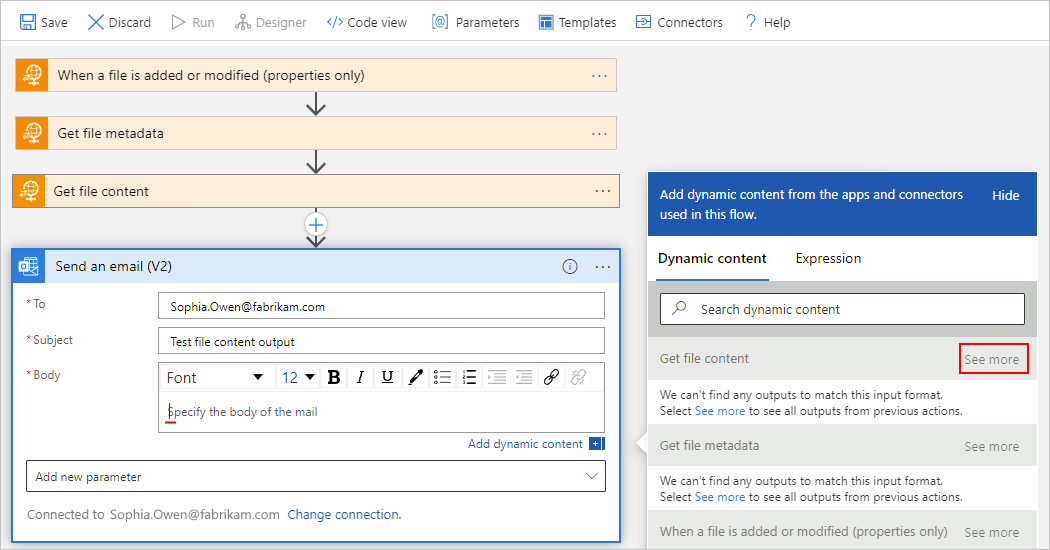 Save Discard Run Designer Code view Parameters Templates Connectors Help
When a file is added or modified (properties only)
Get file metadata
Get file content
Send an email (V2)
*To
Sophia.Owen@fabrikam.com
*Subject
Test file content output
*Body
Font 12 B I U
Specify the body of the mail
Add dynamic content
Add new parameter
Connected to Sophia.Owen@fabrikam.com Change connection.
Add dynamic content from the apps and connectors
used in this flow.
Hide
Dynamic content Expression
Search dynamic content
Get file content See more
We can't find any outputs to match this input format.
Select See more to see all outputs from previous actions.
Get file metadata See more
We can't find any outputs to match this input format.
Select See more to see all outputs from previous actions.
When a file is added or modified (properties only) See more